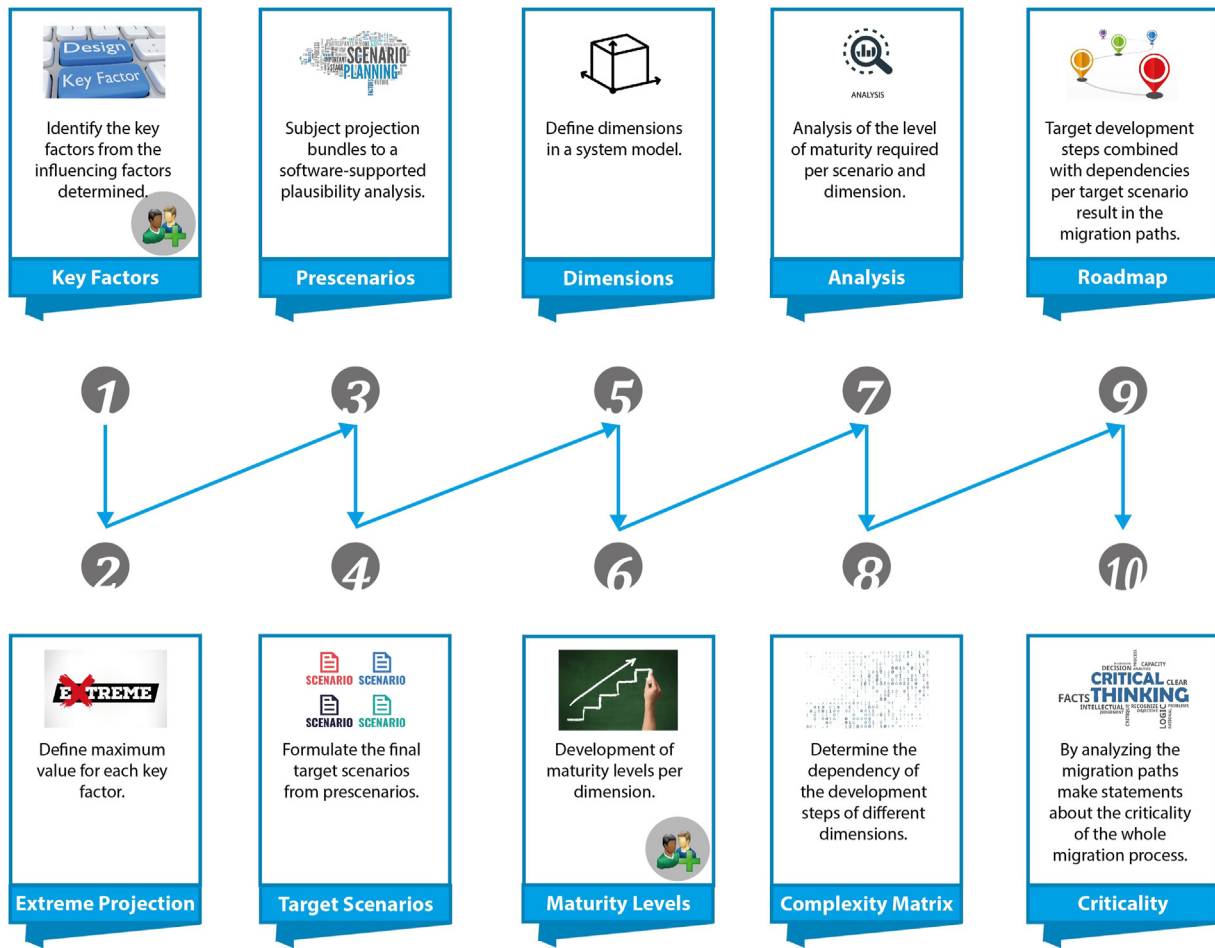 Design
Key Factor
Identify the key
factors from the
influencing factors
determined.
Key Factors
SCENARIO
PLANNING
Subject projection
bundles to a
software-supported
plausibility analysis.
Prescenarios
Define dimensions
in a system model.
Dimensions
ANALYSIS
Analysis of the level
of maturity required
per scenario and
dimension.
Analysis
Target development
steps combined
with dependencies
per target scenario
result in the
migration paths.
Roadmap
1
3
5
7
9
2
4
6
8
10
EXTREME
Define maximum
value for each key
factor.
Extreme Projection
SCENARIO SCENARIO
SCENARIO SCENARIO
Formulate the final
target scenarios
from prescenarios.
Target Scenarios
Development of
maturity levels per
dimension.
Maturity Levels
Determine the
dependency of
the development
steps of different
dimensions.
Complexity Matrix
DECISION
CAPACITY
CRITICAL CLEAR
FACTS THINKING
INTELLECTUAL RECOGNIZE PROBLEMS
LOGIC
By analyzing the
migration paths
make statements
about the criticality
of the whole
migration process.
Criticality